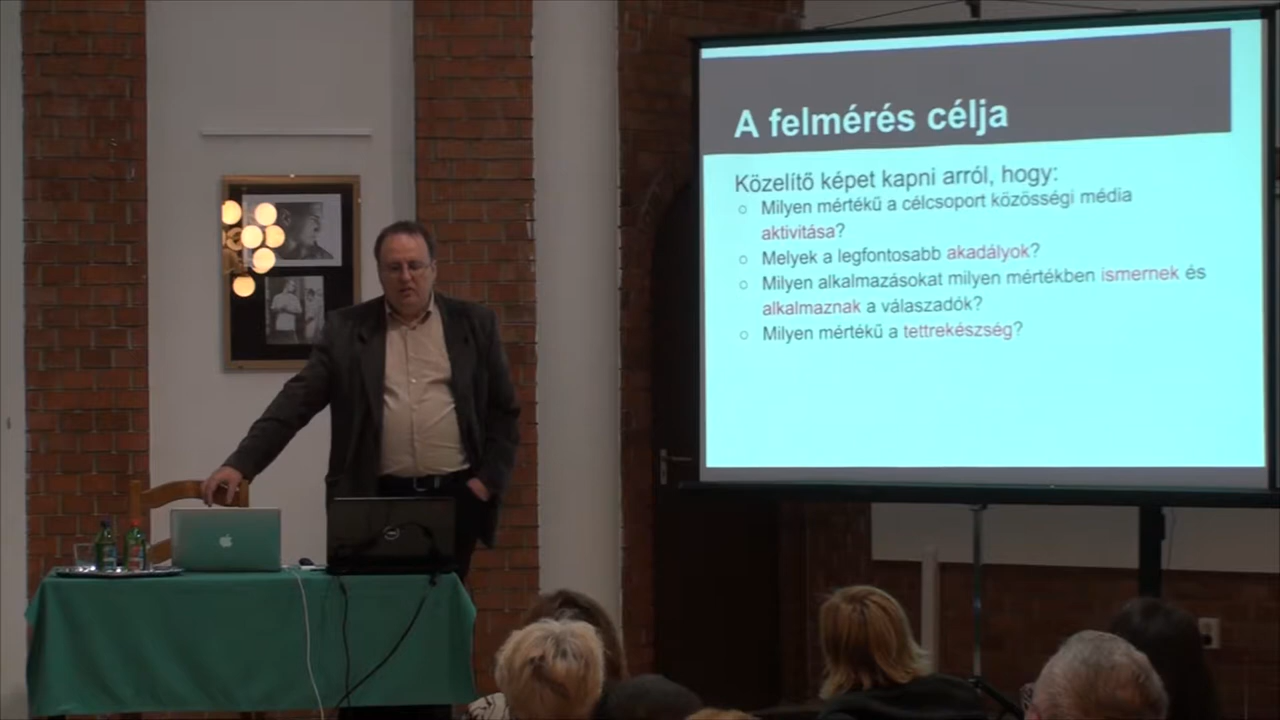 A felmérés célja
Közelítő képet kapni arról, hogy:
Milyen mértékű a célcsoport közösségi média
aktivitása?
Melyek a legfontosabb akadályok?
Milyen alkalmazásokat milyen mértékben ismernek és
alkalmaznak a válaszadók?
Milyen mértékű a tettrekészség?
DELL